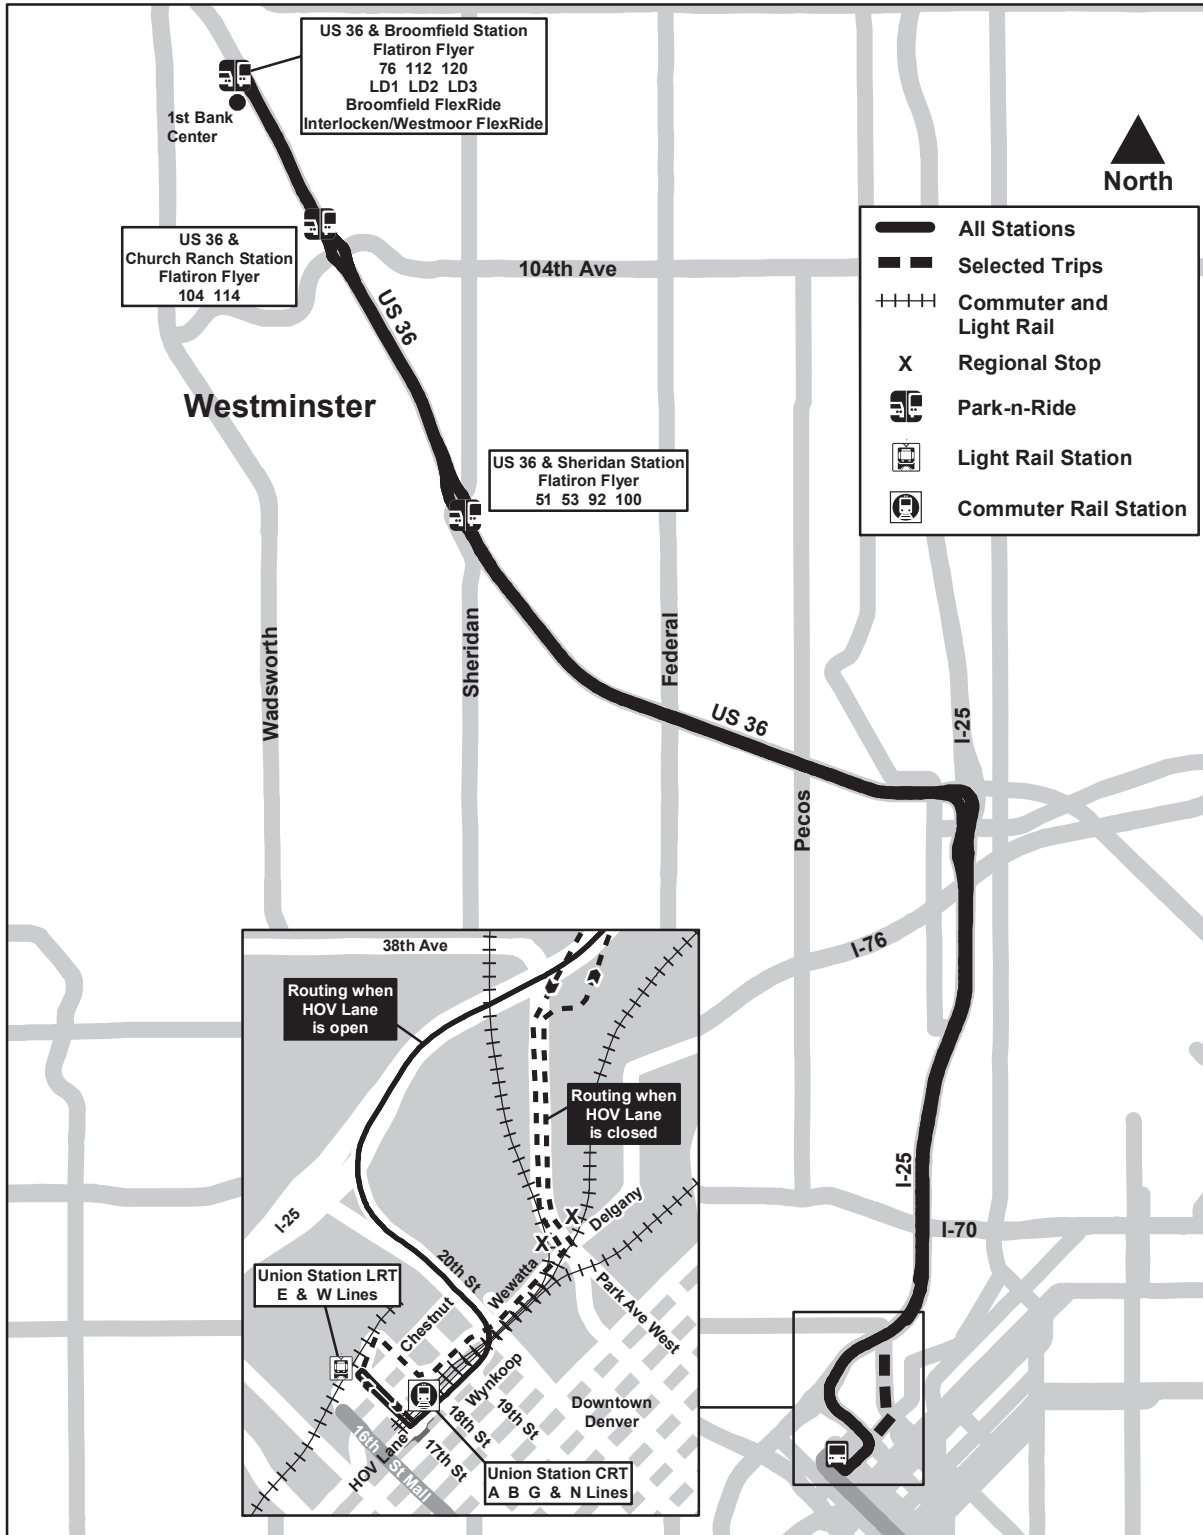 US 36 & Broomfield Station
Flatiron Flyer
76 112 120
LD1 LD2 LD3
Broomfield FlexRide
Interlocken/Westmoor FlexRide
1st Bank
Center
North
US 36 &
Church Ranch Station
Flatiron Flyer
104 114
104th Ave
US 36
All Stations
Selected Trips
Commuter and
Light Rail
X
Regional Stop
Park-n-Ride
Light Rail Station
Commuter Rail Station
Westminster
US 36 & Sheridan Station
Flatiron Flyer
51 53 92 100
Wadsworth
Sheridan
Federal
US 36
I-25
Pecos
I-76
38th Ave
Routing when
HOV Lane
is open
Routing when
HOV Lane
is closed
I-25
I-70
I-25
X
X
Delgany
20th St
Wewatta
Park Ave West
Union Station LRT
E & W Lines
Chestnut
Wynkoop
Downtown
Denver
19th St
18th St
17th St
16th St Mall
HOV Lane
Union Station CRT
A B G & N Lines